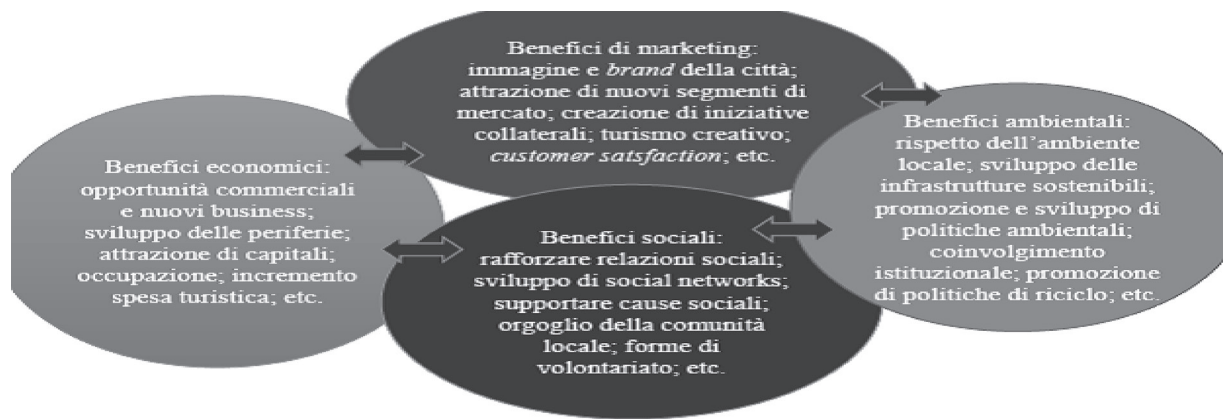 Benefici di marketing:
immagine e brand della città;
attrazione di nuovi segmenti di
mercato; creazione di iniziative
collaterali; turismo creativo;
customer satsfaction; etc.
Benefici economici:
opportunità commerciali
e nuovi business;
sviluppo delle periferie;
attrazione di capitali;
occupazione; incremento
spesa turistica; etc.
Benefici sociali:
rafforzare relazioni sociali;
sviluppo di social networks;
supportare cause sociali;
orgoglio della comunità
locale; forme di
volontariato; etc.
Benefici ambientali:
rispetto dell’ambiente
locale; sviluppo delle
infrastrutture sostenibili;
promozione e sviluppo di
politiche ambientali;
coinvolgimento
istituzionale; promozione
di politiche di riciclo; etc.